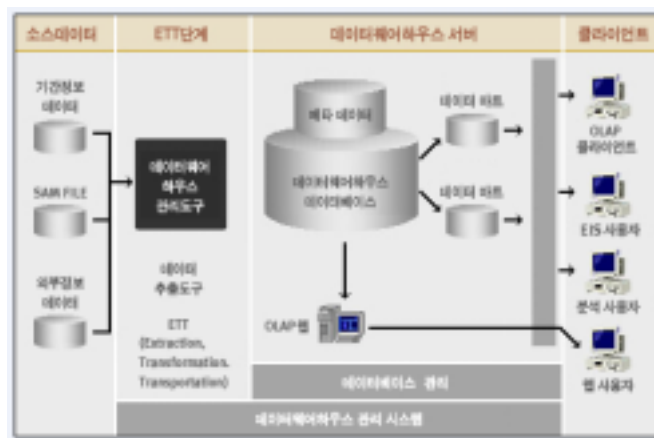 소스데이터
ETT단계
데이터웨어하우스 서버
클라이언트
기간정보
데이터
SAM FILE
외부정보
데이터
데이터웨어
하우스
관리도구
데이터
추출도구
ETT
(Extraction,
Transformation.
Transportation)
메타 데이터
데이터웨어하우스
데이터베이스
데이터 마트
데이터 마트
OLAP웹
OLAP
클라이언트
EIS 사용자
분석 사용자
웹 사용자
데이터베이스 관리
데이터웨어하우스 관리 시스템